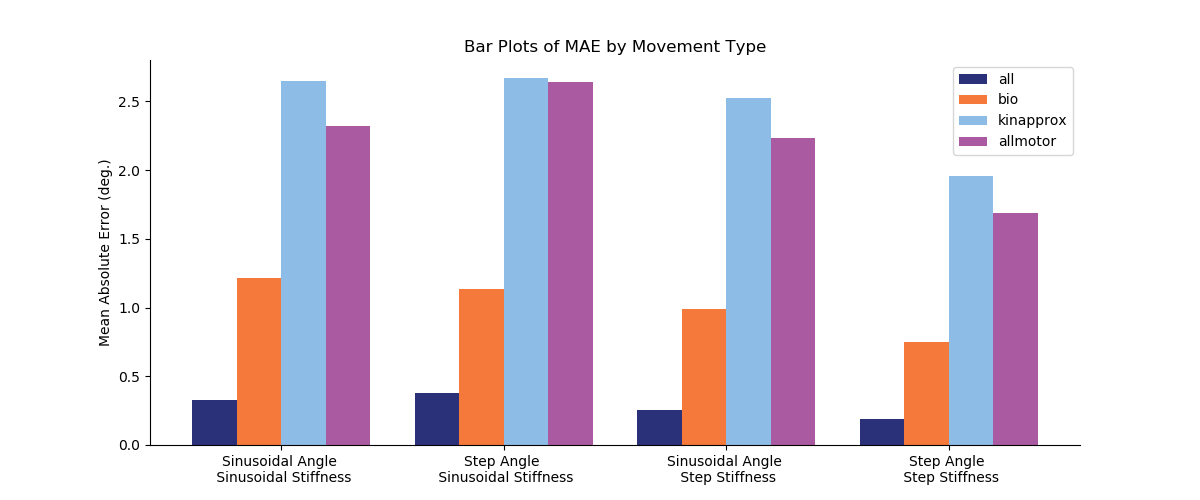 Bar Plots of MAE by Movement Type
all
bio
kinapprox
allmotor
Mean Absolute Error (deg.)
2.5
2.0
1.5
1.0
0.5
0.0
Sinusoidal Angle
Sinusoidal Stiffness
Step Angle
Sinusoidal Stiffness
Sinusoidal Angle
Step Stiffness
Step Angle
Step Stiffness